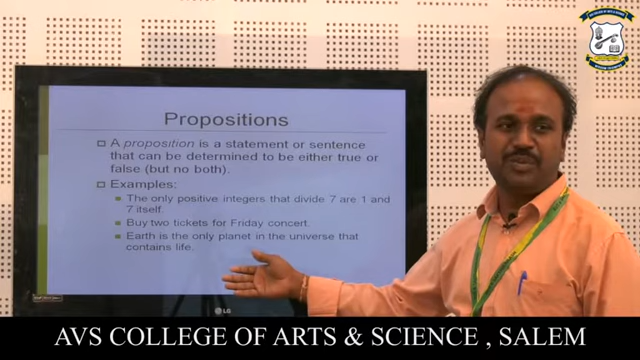 Propositions
A proposition is a statement or sentence
that can be determined to be either true or
false (but no both).
Examples:
The only positive integers that divide 7 are 1 and
7 itself.
Buy two tickets for Friday concert.
Earth is the only planet in the universe that
contains life.
LG
AVS COLLEGE OF ARTS & SCIENCE , SALEM